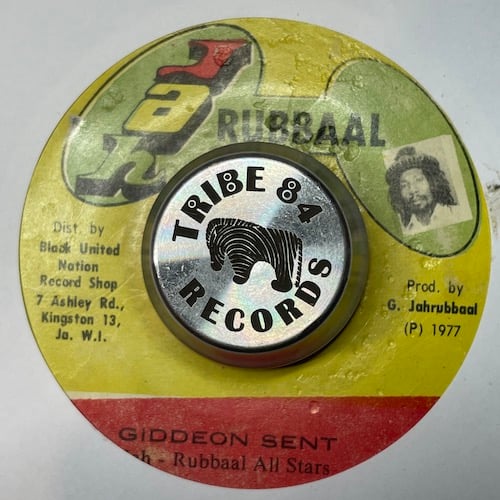 Jah
RUBBAAL
TRIBE 84
RECORDS
Dist. by
Black United
Nation
Record Shop
7 Ashley Rd.,
Kingston 13,
Ja. W.I.
Prod. by
G. Jahrubbaal
(P) 1977
GIDDEON SENT
- Rubbaal All Stars